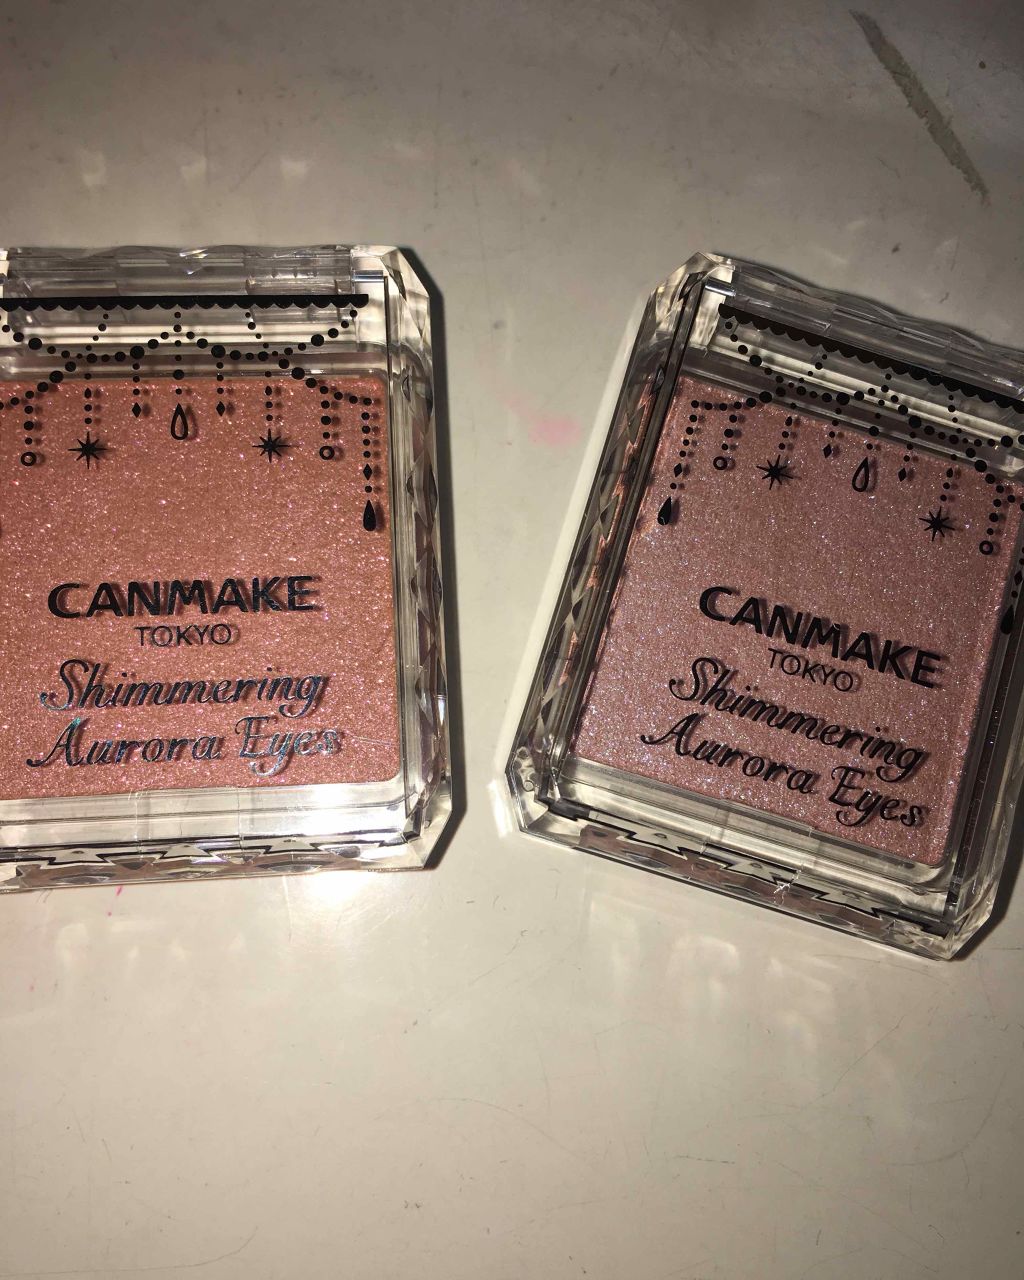 CANMAKE
TOKYO
Shimmering
Aurora Eyes
CANMAKE
TOKYO
Shimmering
Aurora Eyes